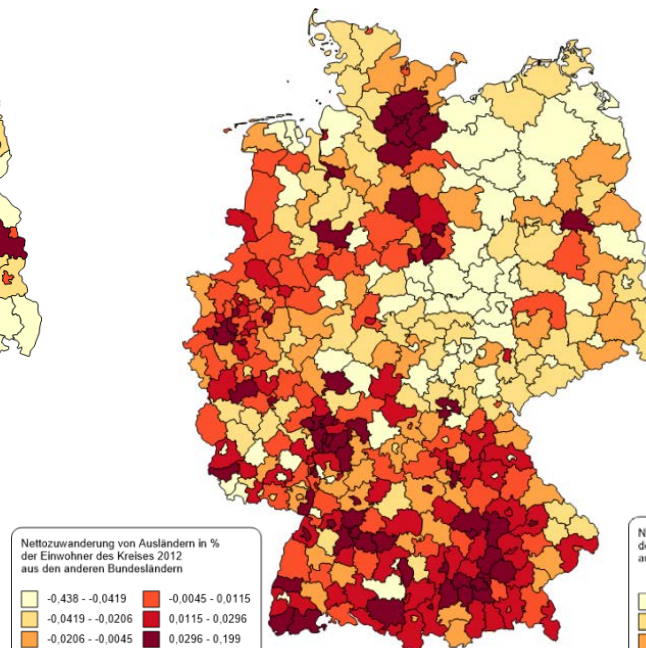 Nettozuwanderung von Ausländern in %
der Einwohner des Kreises 2012
aus den anderen Bundesländern
-0,438 - -0,0419
-0,0419 - -0,0206
-0,0206 - -0,0045
-0,0045 - 0,0115
0,0115 - 0,0296
0,0296 - 0,199